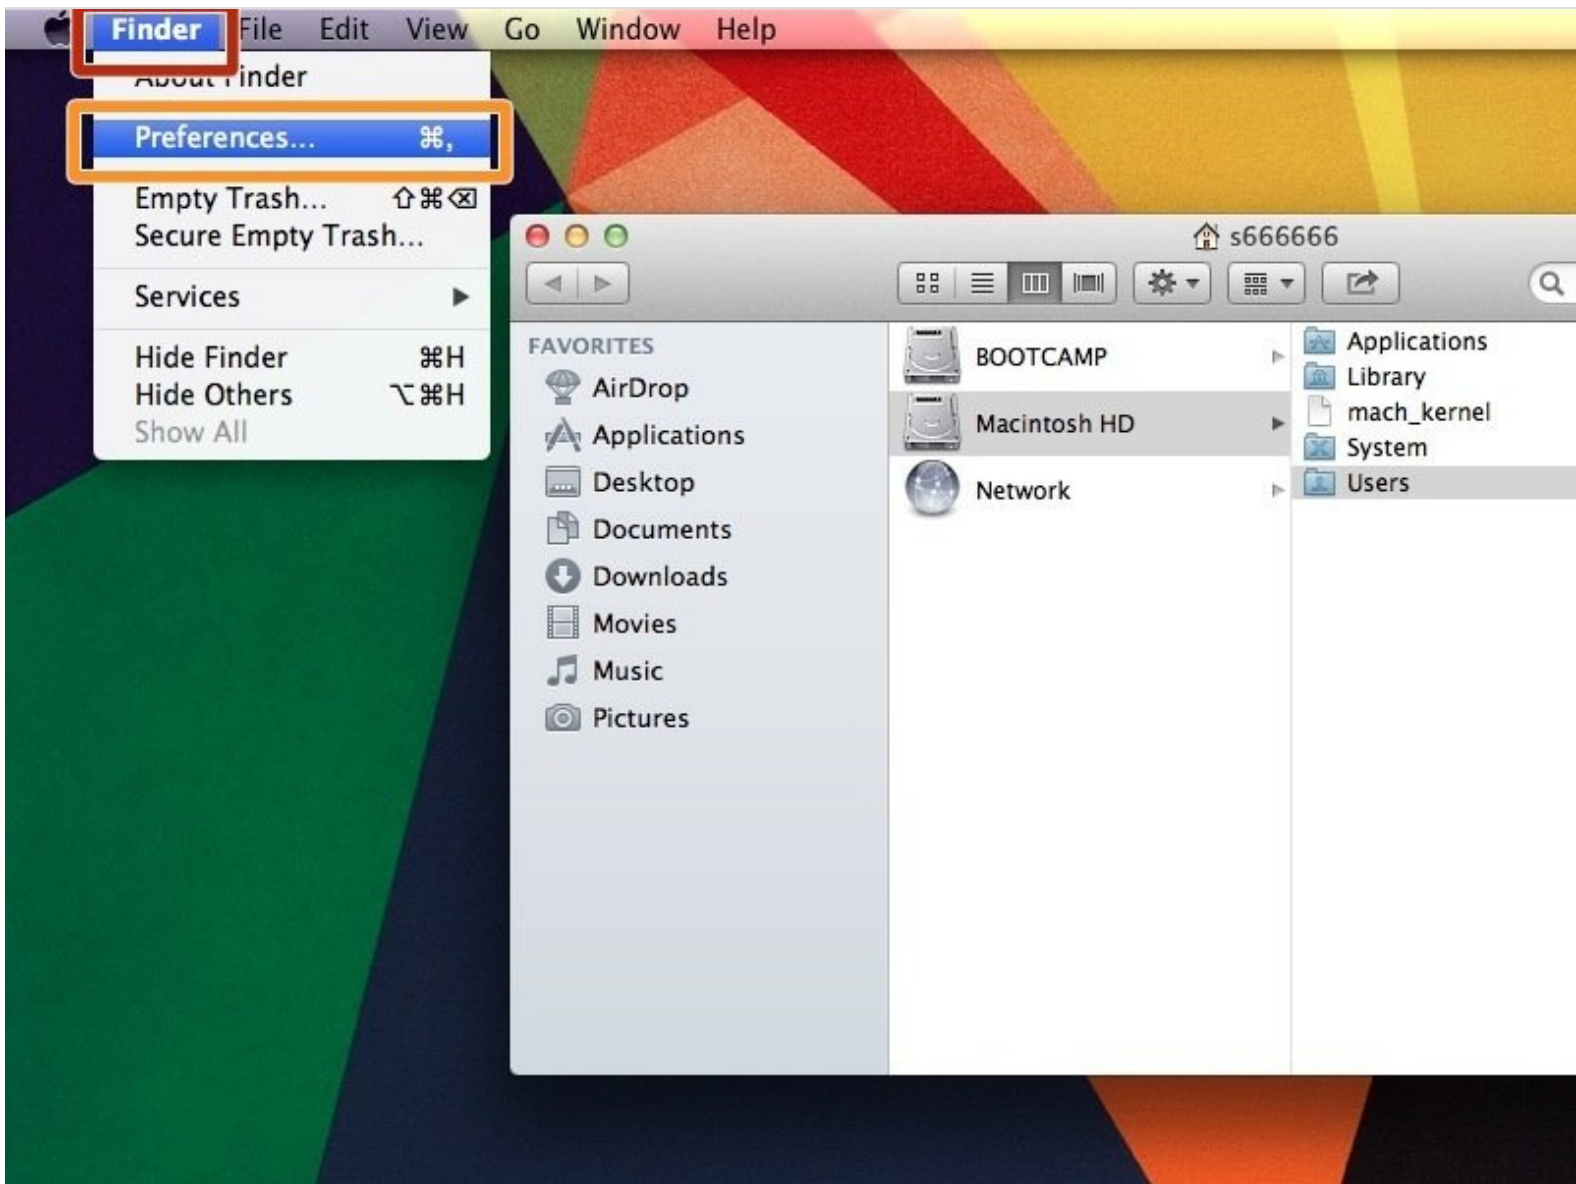 Finder File Edit View Go Window Help
About Finder
Preferences... ⌘,
Empty Trash... ⇧⌘⌫
Secure Empty Trash...
Services ▶
Hide Finder ⌘H
Hide Others ⌥⌘H
Show All
s666666
FAVORITES
AirDrop
Applications
Desktop
Documents
Downloads
Movies
Music
Pictures
BOOTCAMP
Macintosh HD
Network
Applications
Library
mach_kernel
System
Users